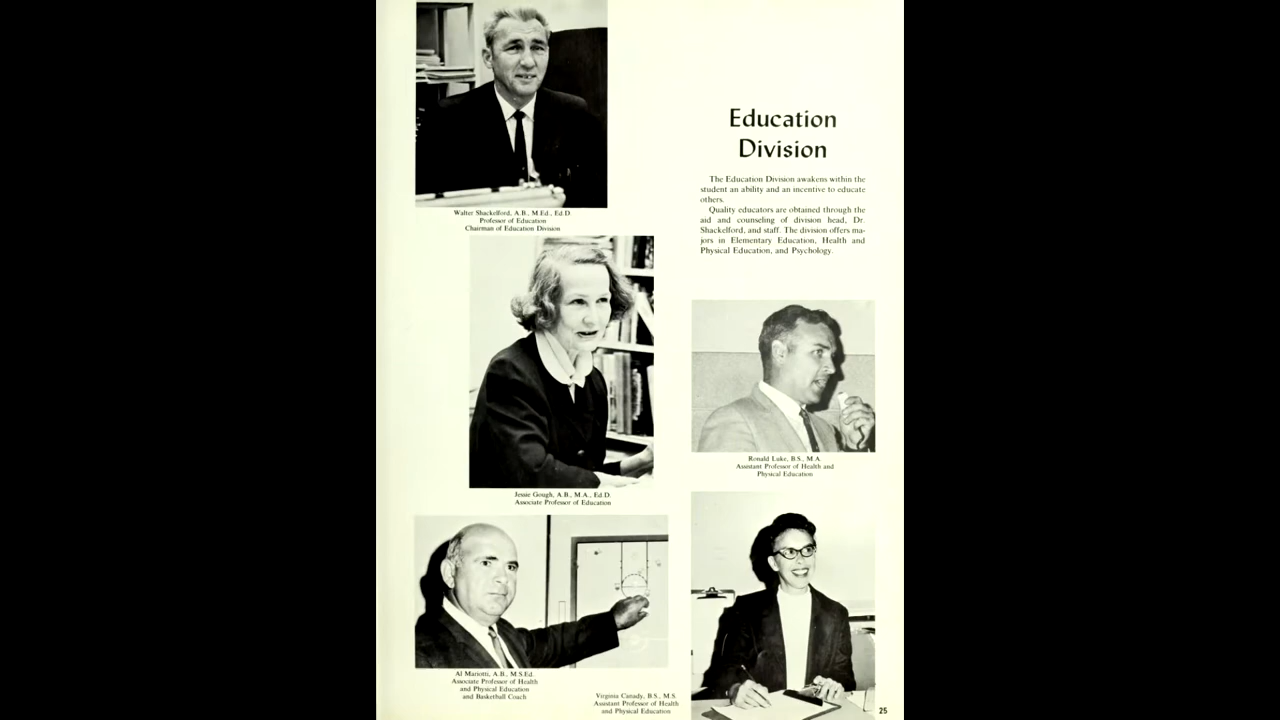 Education
Division
The Education Division awakens within the
student an ability and an incentive to educate
others.
Quality educators are obtained through the
aid and counseling of division head, Dr.
Shackelford, and staff. The division offers ma-
jors in Elementary Education, Health and
Physical Education, and Psychology.
Walter Shackelford, A.B., M.Ed., Ed.D.
Professor of Education
Chairman of Education Division
Jessie Gough, A.B., M.A., Ed.D.
Associate Professor of Education
Ronald Luke, B.S., M.A.
Assistant Professor of Health and
Physical Education
Al Mariotti, A.B., M.S.Ed.
Associate Professor of Health
and Physical Education
and Basketball Coach
Virginia Canady, B.S., M.S.
Assistant Professor of Health
and Physical Education
25